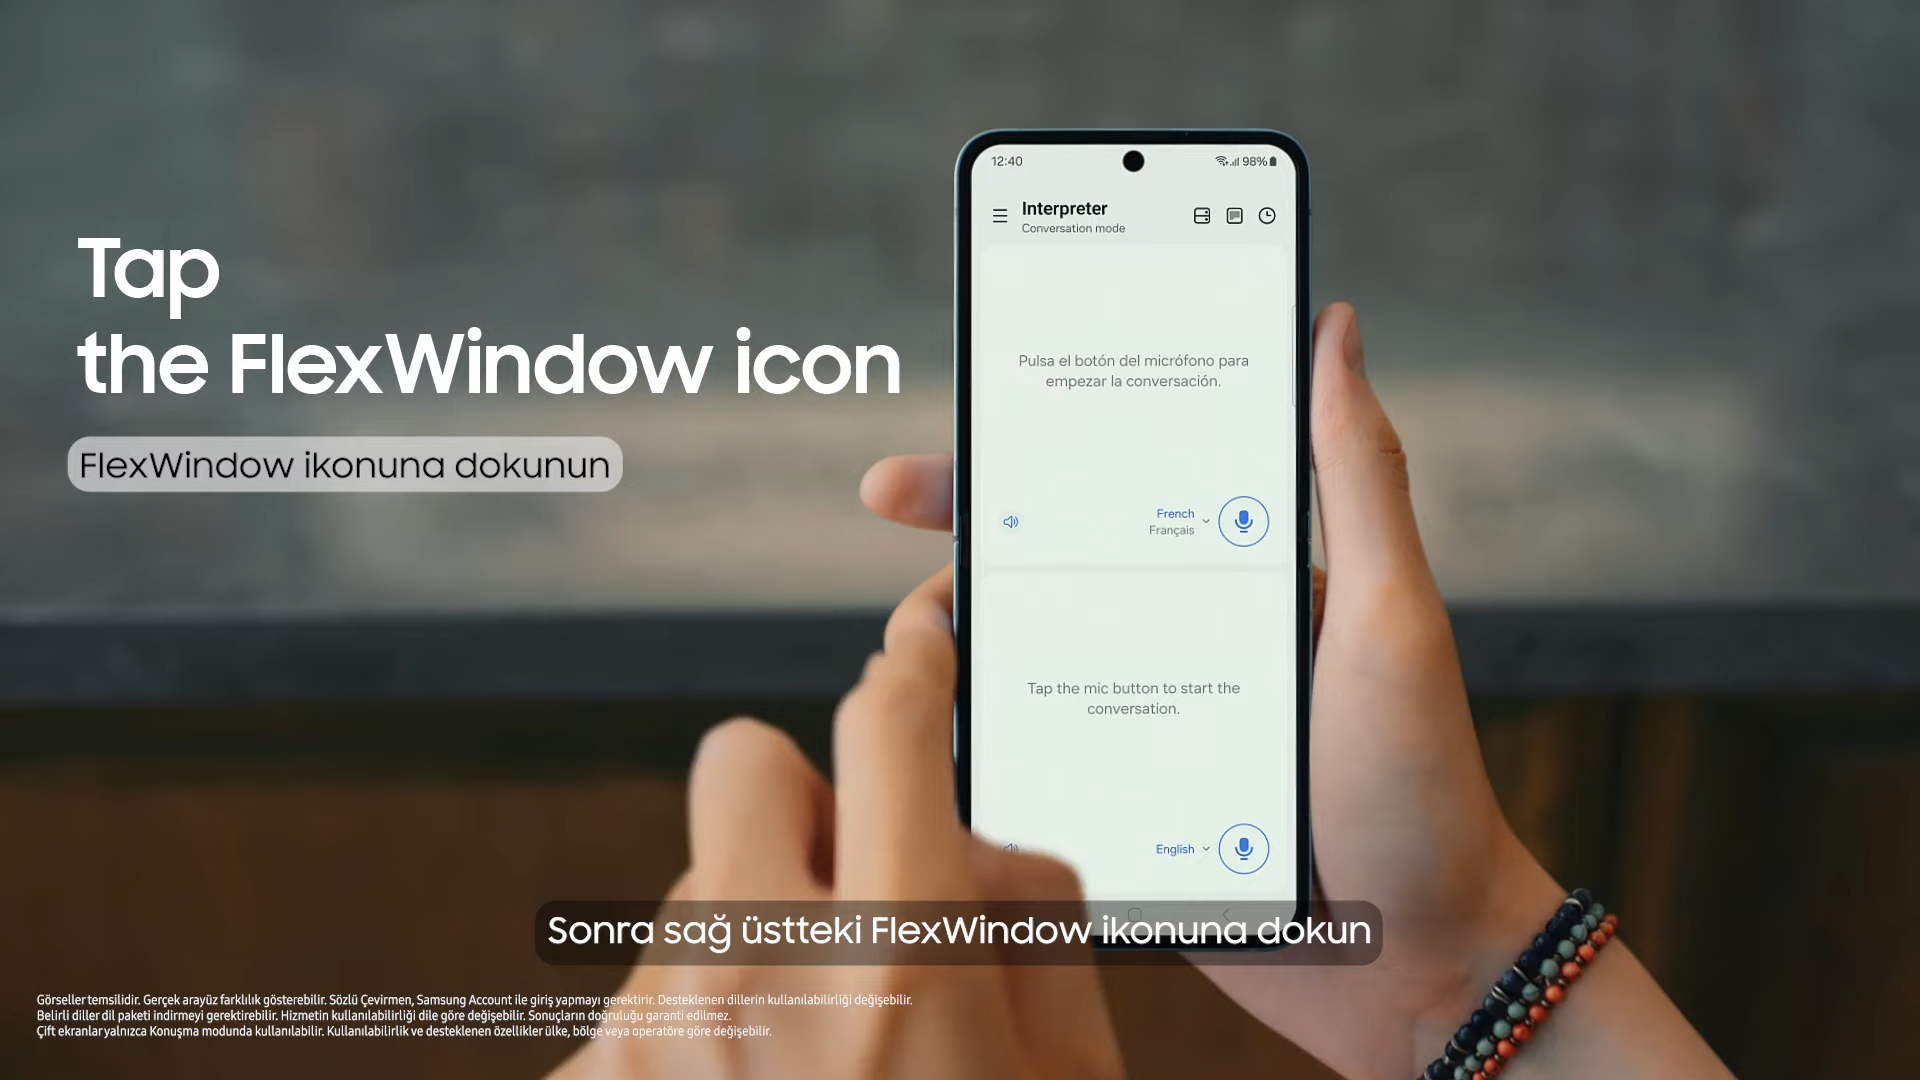 Tap
the FlexWindow icon
FlexWindow ikonuna dokunun
12:40
98%
Interpreter
Conversation mode
Pulsa el botón del micrófono para
empezar la conversación.
French
Français
Tap the mic button to start the
conversation.
English
Sonra sağ üstteki FlexWindow ikonuna dokun
Görseller temsilidir. Gerçek arayüz farklılık gösterebilir. Sözlü Çevirmen, Samsung Account ile giriş yapmayı gerektirir. Desteklenen dillerin kullanılabilirliği değişebilir.
Belirli diller dil paketi indirmeyi gerektirebilir. Hizmetin kullanılabilirliği dile göre değişebilir. Sonuçların doğruluğu garanti edilmez.
Çift ekranlar yalnızca Konuşma modunda kullanılabilir. Kullanılabilirlik ve desteklenen özellikler ülke, bölge veya operatöre göre değişebilir.